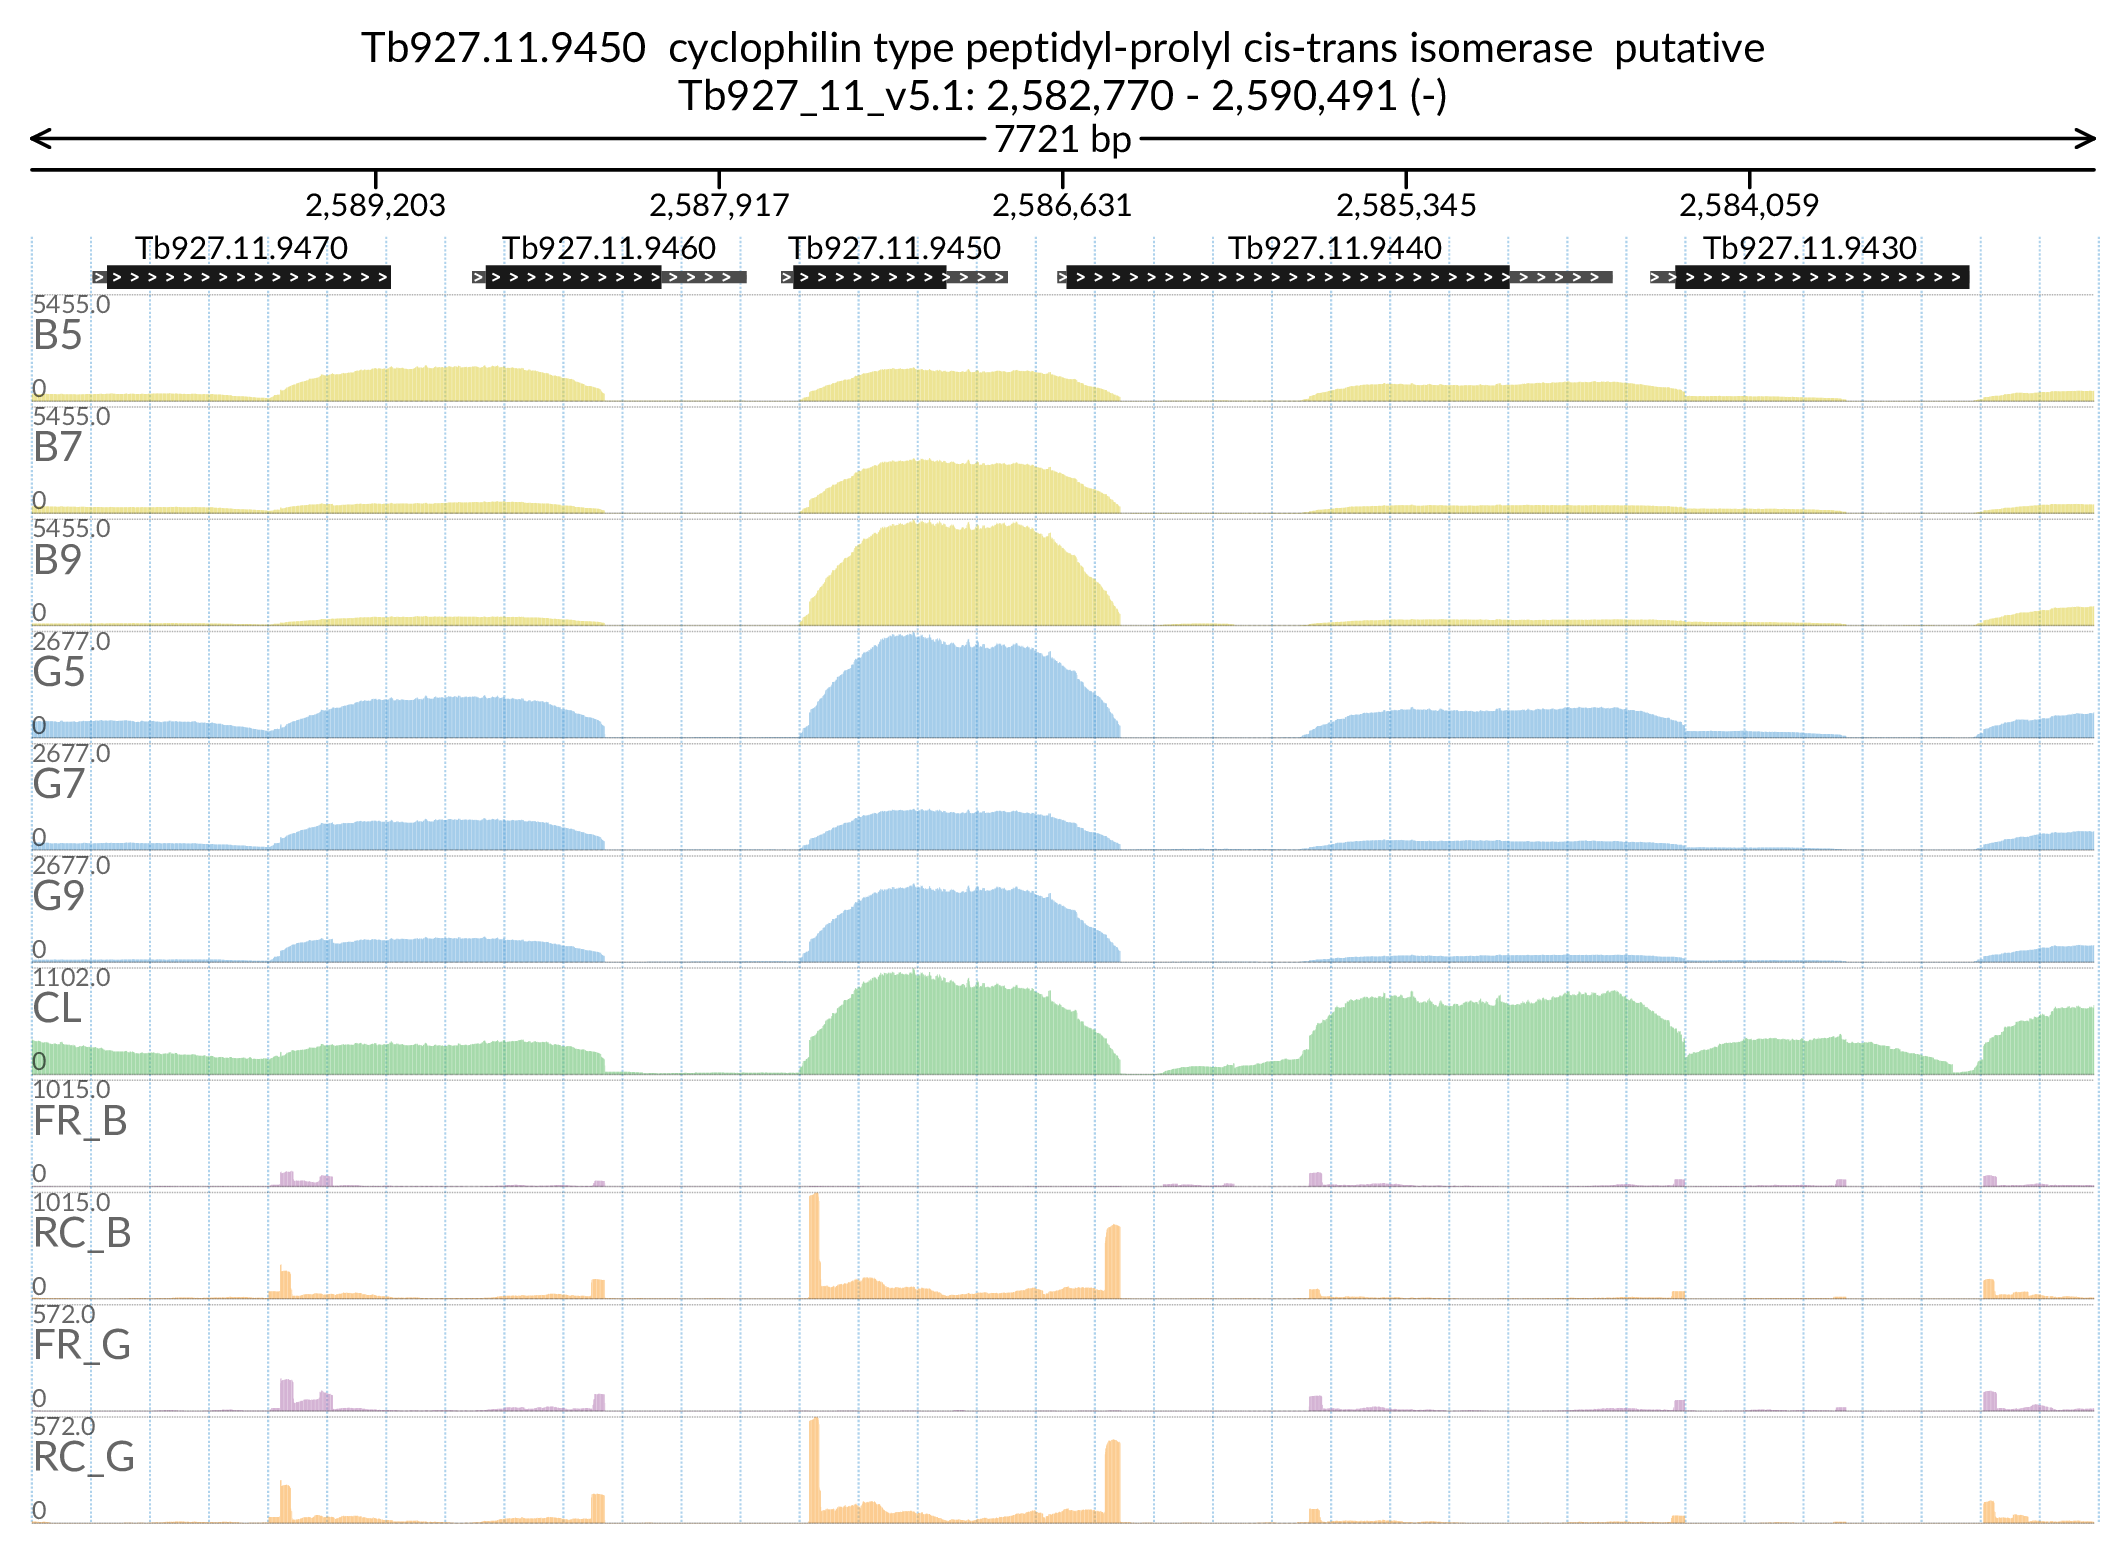 Tb927.11.9450  cyclophilin type peptidyl-prolyl cis-trans isomerase  putative
Tb927_11_v5.1: 2,582,770 - 2,590,491 (-)
7721 bp
2,589,203 2,587,917 2,586,631 2,585,345 2,584,059
Tb927.11.9470 Tb927.11.9460 Tb927.11.9450 Tb927.11.9440 Tb927.11.9430
5455.0
B5
0
5455.0
B7
0
5455.0
B9
0
2677.0
G5
0
2677.0
G7
0
2677.0
G9
0
1102.0
CL
0
1015.0
FR_B
0
1015.0
RC_B
0
572.0
FR_G
0
572.0
RC_G
0